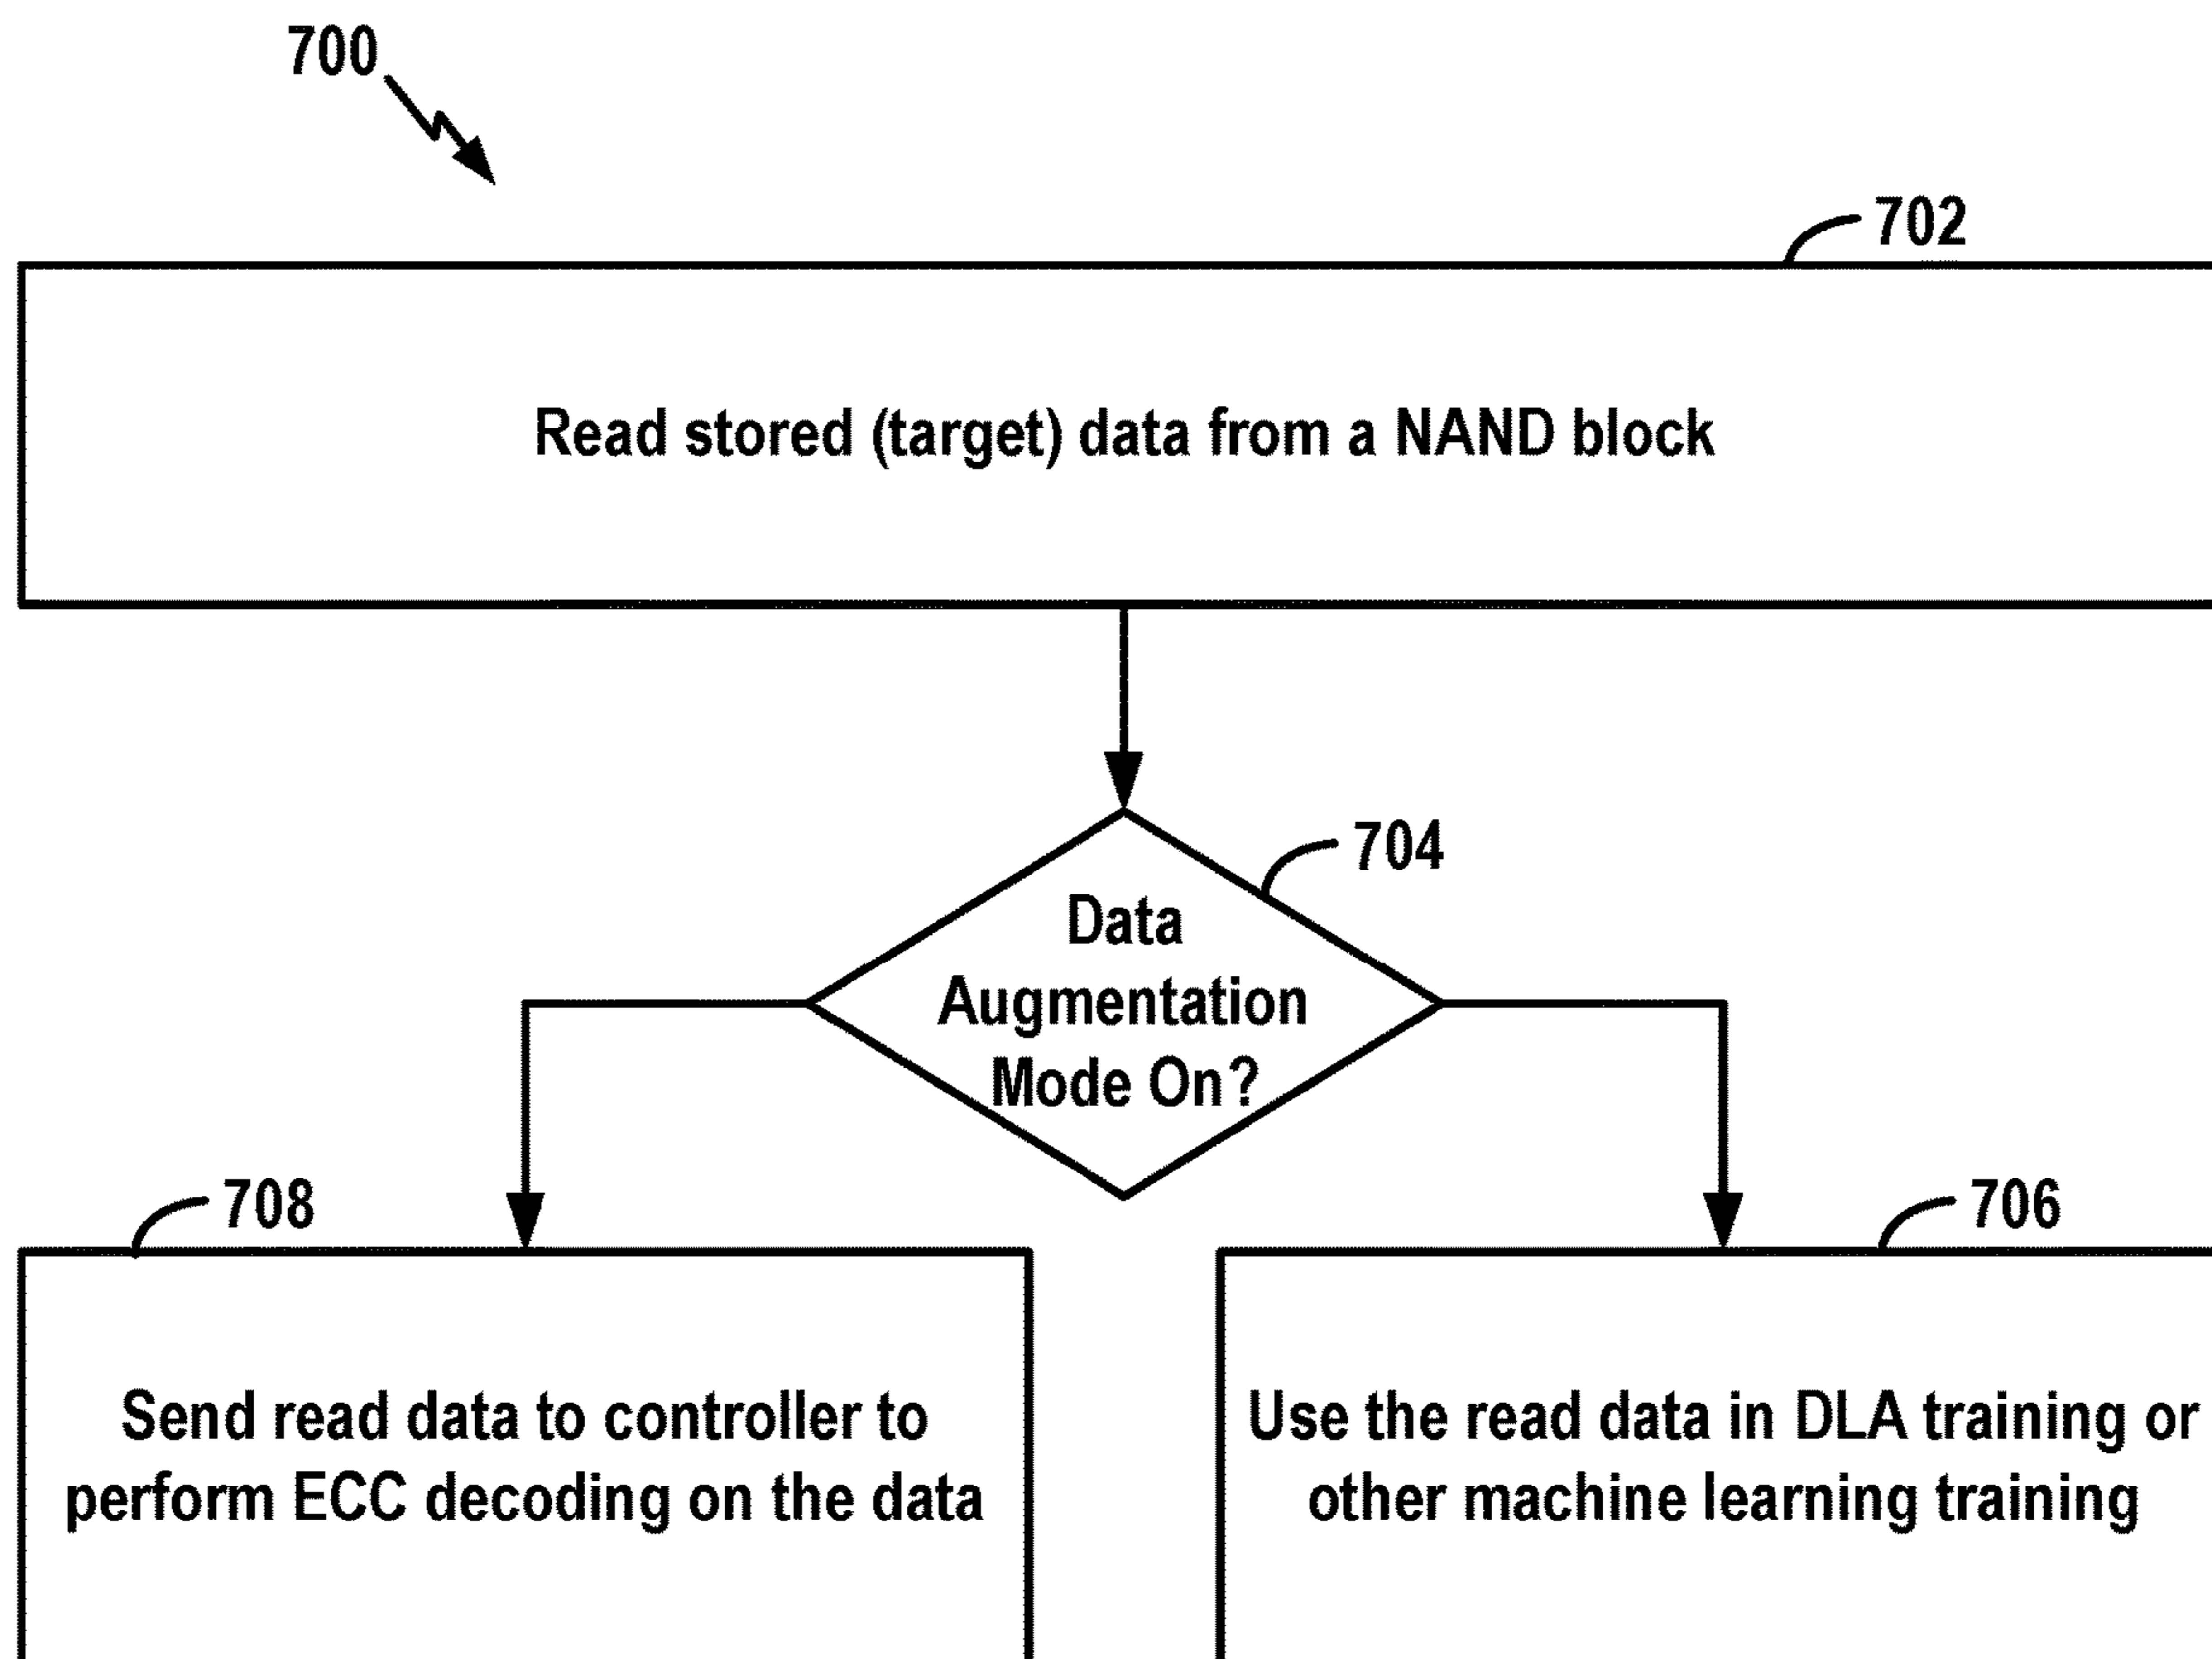 700
702
Read stored (target) data from a NAND block
704
Data
Augmentation
Mode On?
708
706
Send read data to controller to
perform ECC decoding on the data
Use the read data in DLA training or
other machine learning training